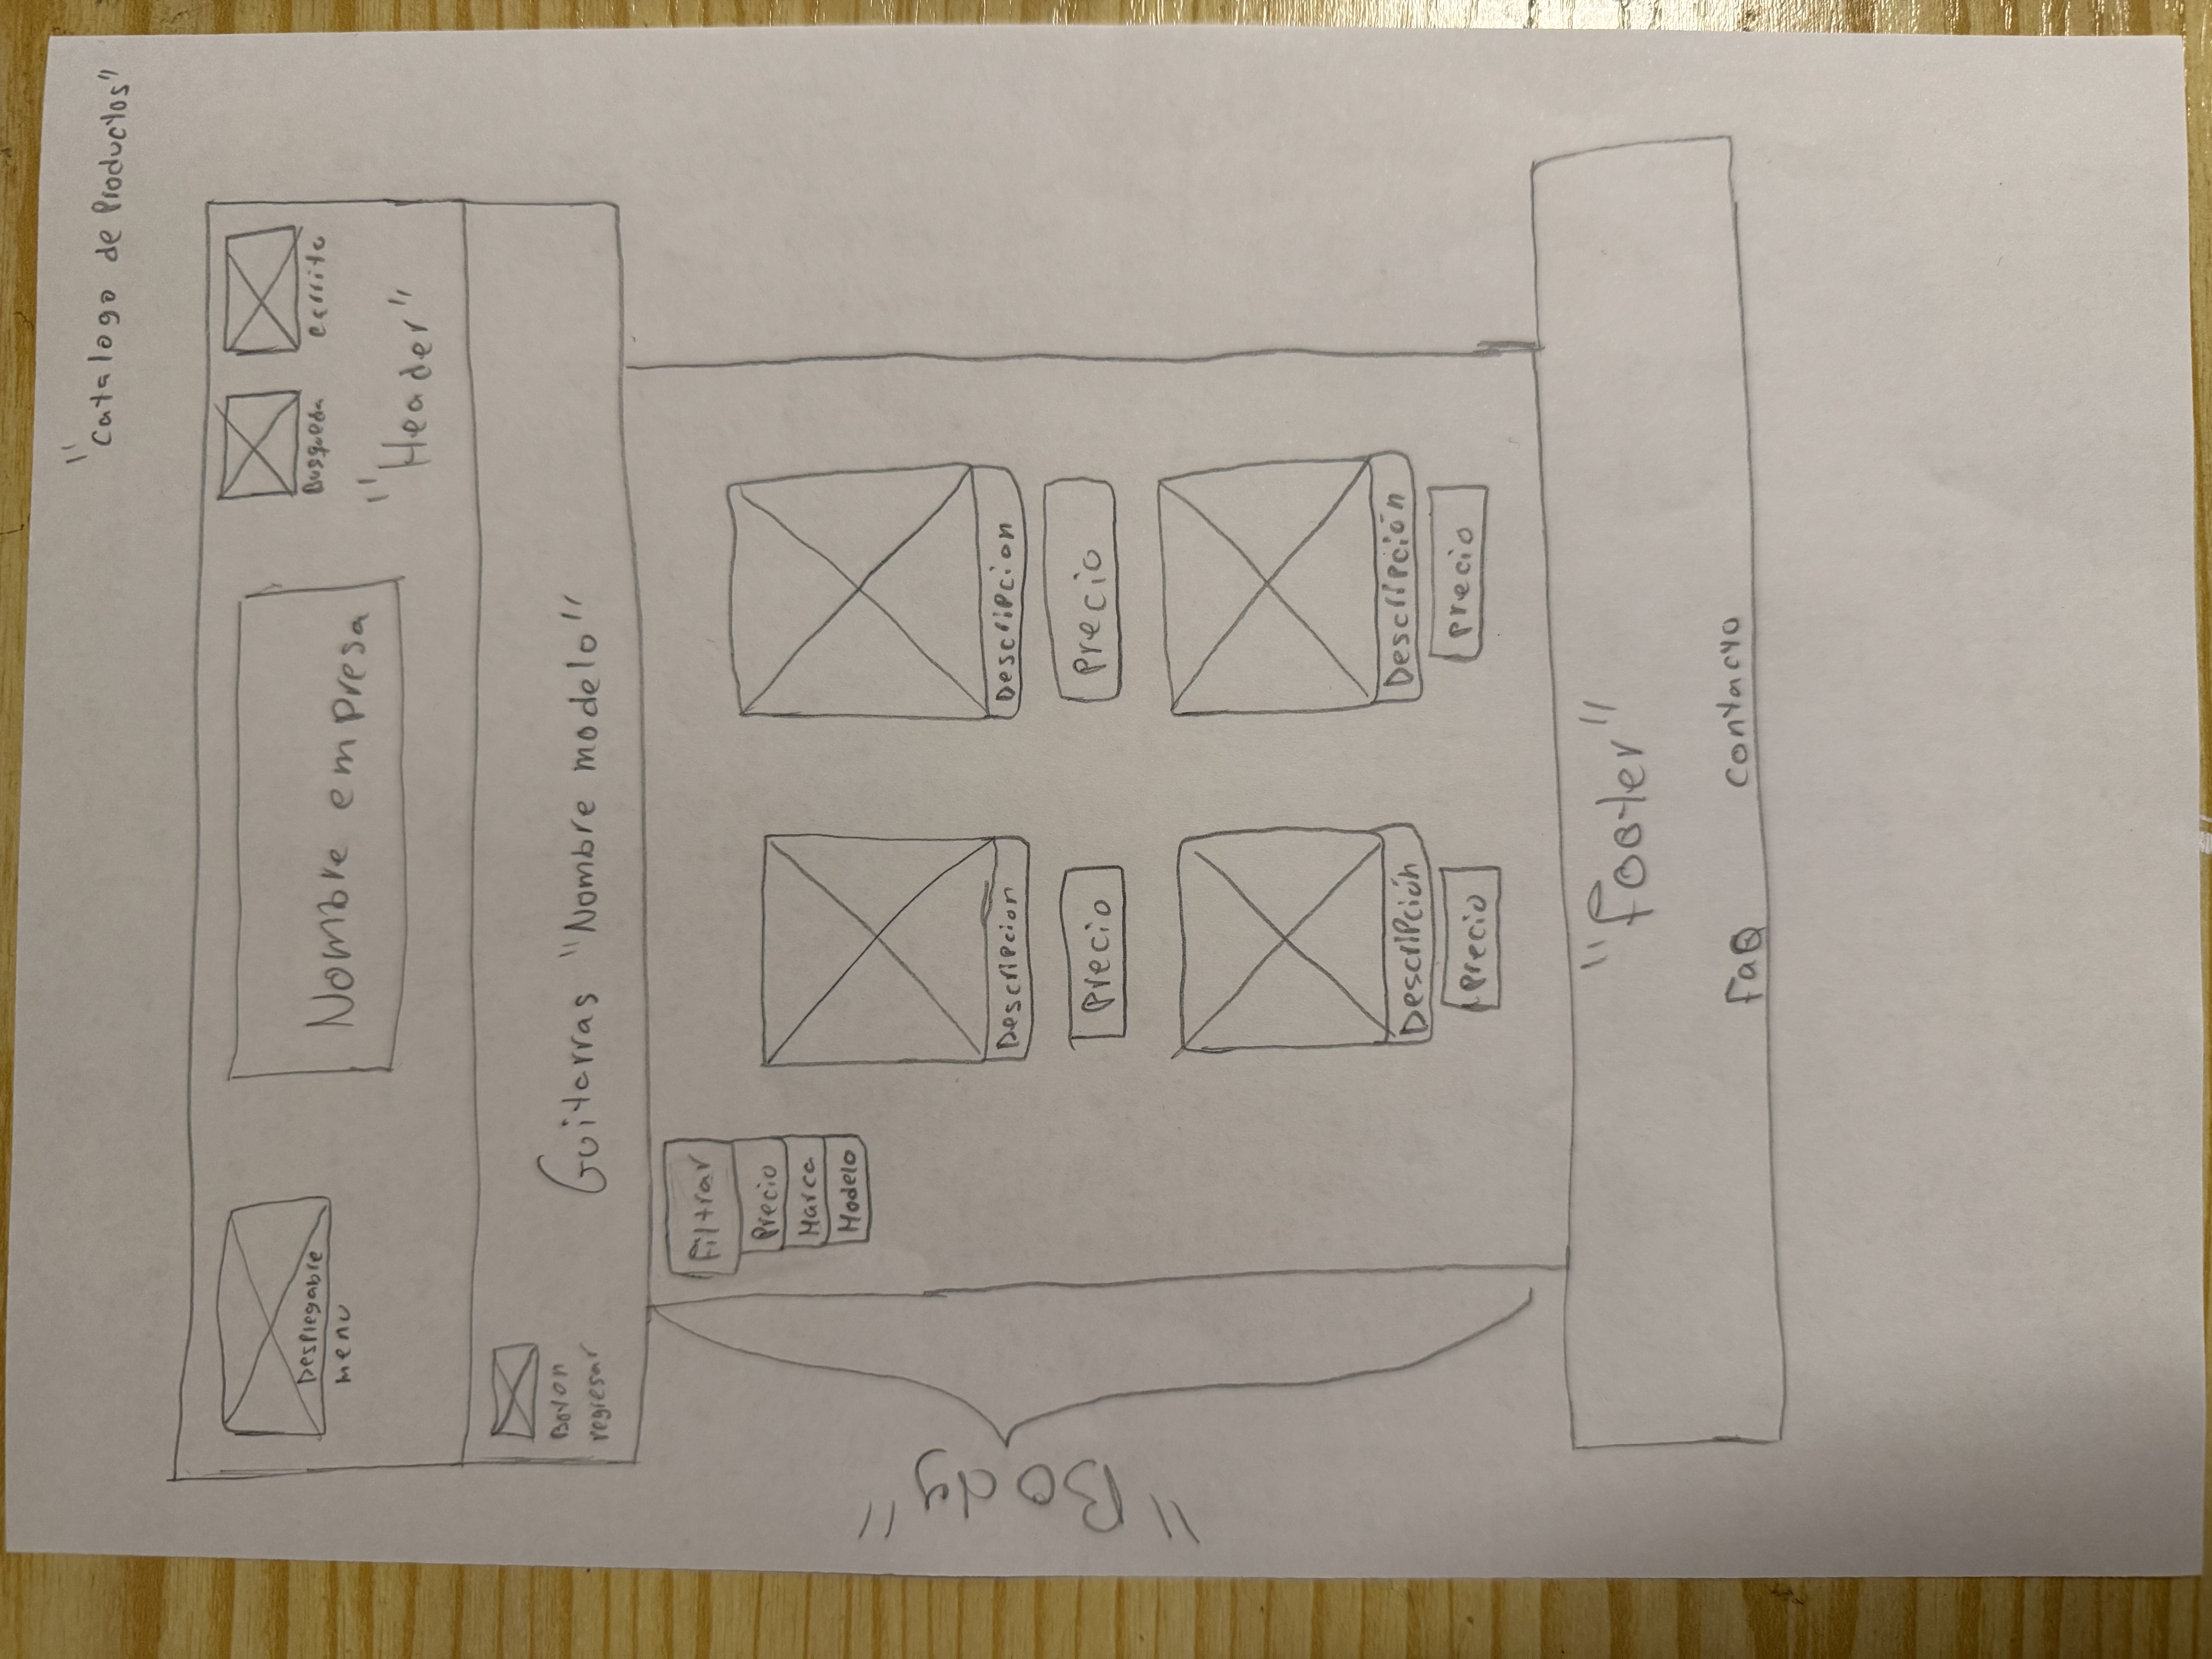 "Catalogo de Productos"
Desplegable
menu
Nombre empresa
Busqueda
Carrito
"Header"
Boton
regresar
Guitarras "Nombre modelo"
"Body"
Filtrar
Precio
Marca
Modelo
Descripcion
Descripcion
Precio
Precio
Descripción
Descripción
Precio
Precio
"Footer"
FaQ
Contacto